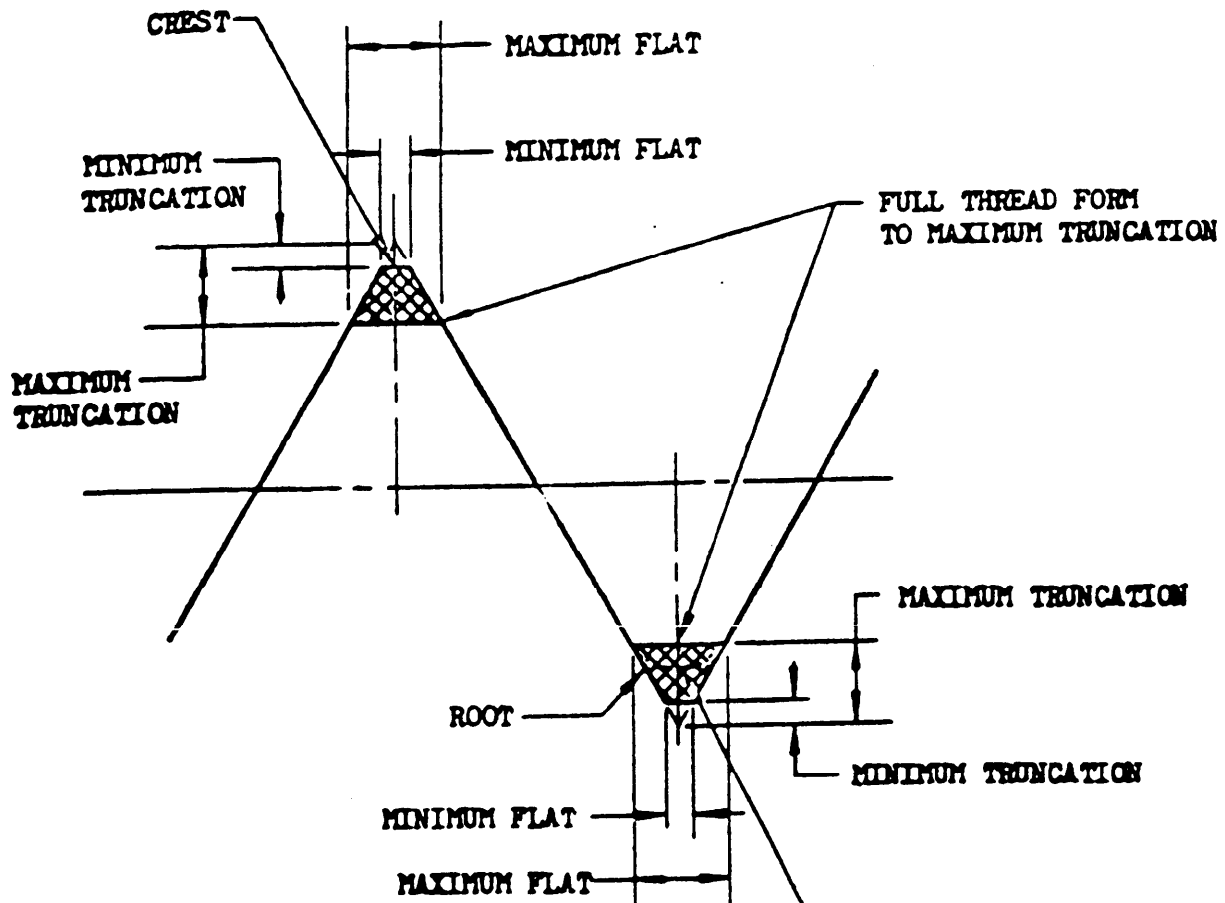 CREST
MAXIMUM FLAT
MINIMUM FLAT
MINIMUM
TRUNCATION
FULL THREAD FORM
TO MAXIMUM TRUNCATION
MAXIMUM
TRUNCATION
MAXIMUM TRUNCATION
ROOT
MINIMUM TRUNCATION
MINIMUM FLAT
MAXIMUM FLAT